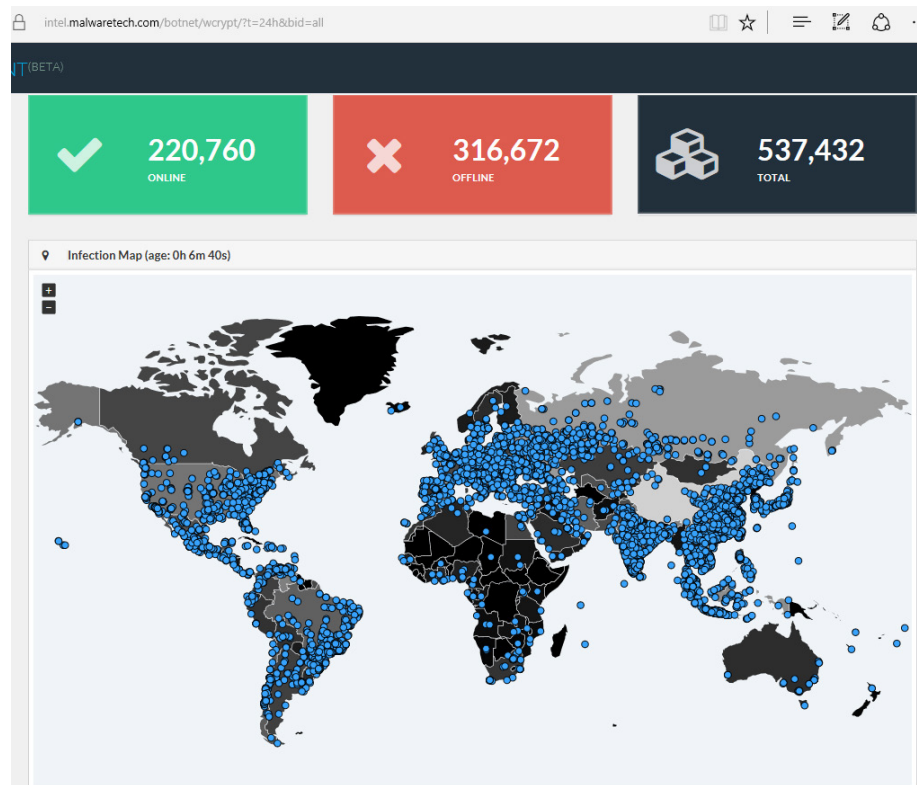 intel.malwaretech.com/botnet/wcrypt/?t=24h&bid=all
NT(BETA)
220,760
ONLINE
316,672
OFFLINE
537,432
TOTAL
Infection Map (age: 0h 6m 40s)
+
−